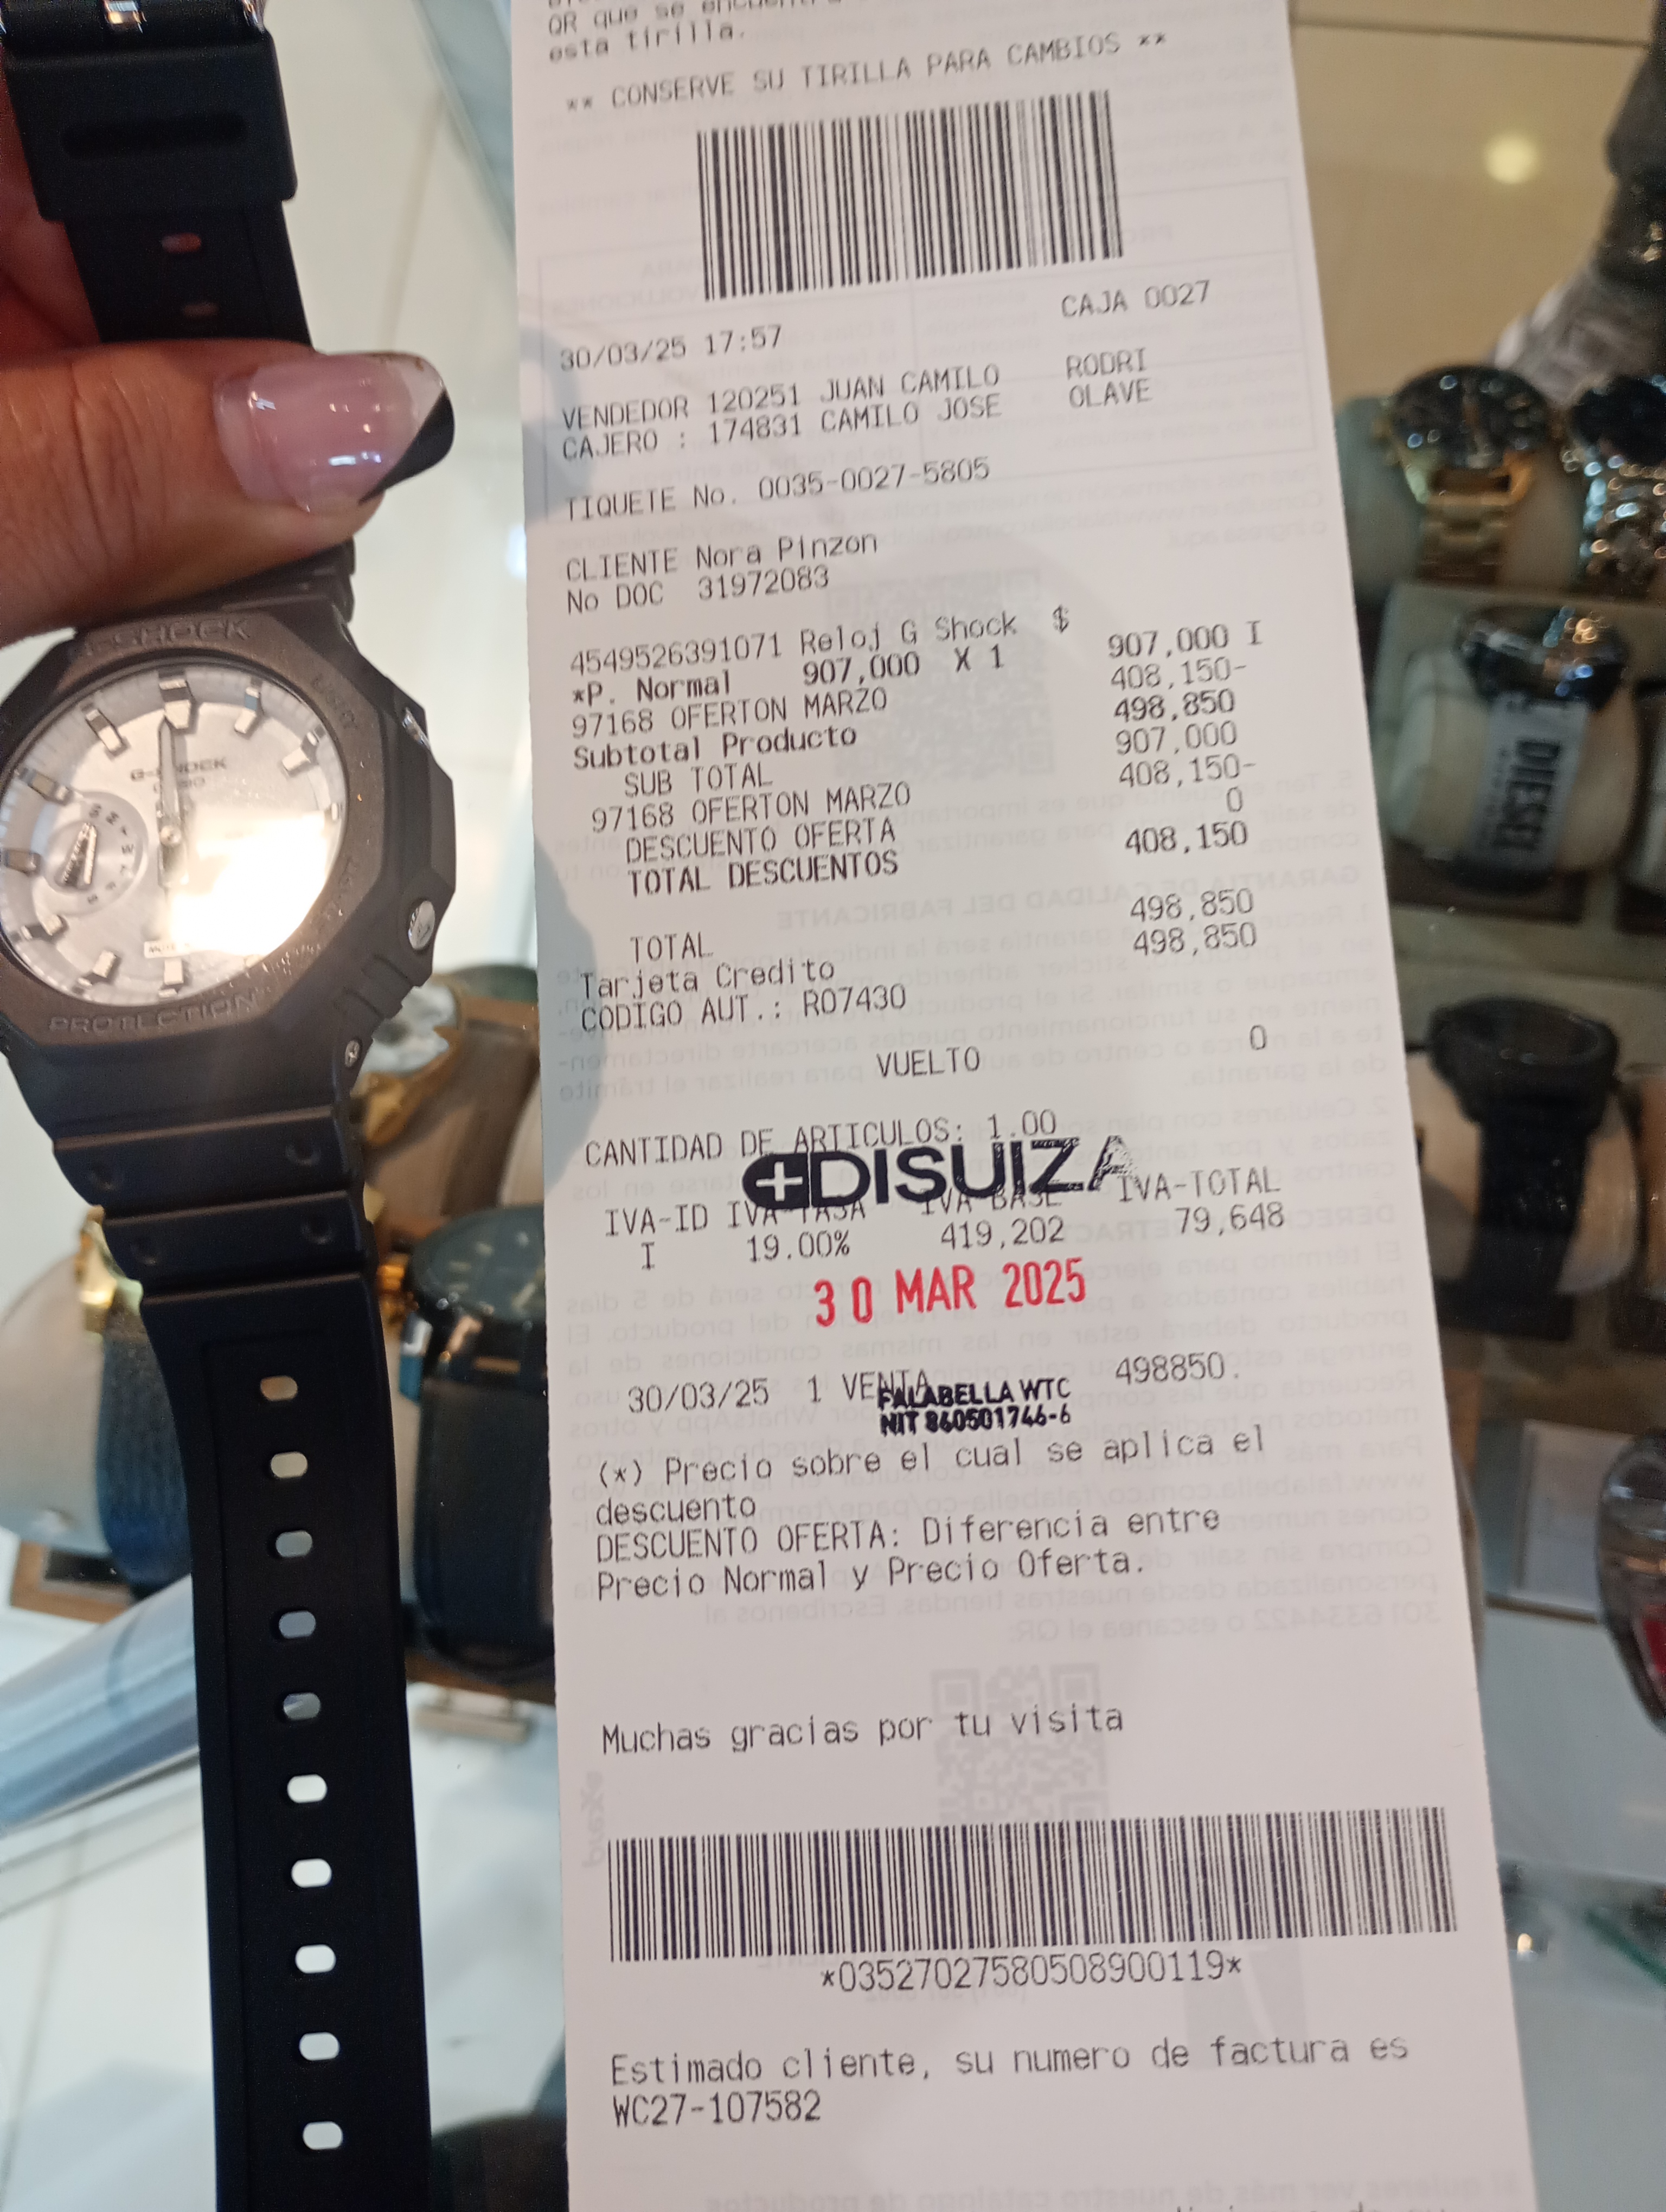 QR que se
esta tirilla.
** CONSERVE SU TIRILLA PARA CAMBIOS **
30/03/25 17:57 CAJA 0027
VENDEDOR 120251 JUAN CAMILO RODRI
CAJERO : 174831 CAMILO JOSE OLAVE
TIQUETE No. 0035-0027-5805
CLIENTE Nora Pinzon
No DOC 31972083
4549526391071 Reloj G Shock $
*P. Normal 907,000 X 1 907,000 I
97168 OFERTON MARZO 408,150-
Subtotal Producto 498,850
SUB TOTAL 907,000
97168 OFERTON MARZO 408,150-
DESCUENTO OFERTA 0
TOTAL DESCUENTOS 408,150
TOTAL 498,850
Tarjeta Credito 498,850
CODIGO AUT.: R07430
VUELTO 0
CANTIDAD DE ARTICULOS: 1.00
DISUIZA
IVA-ID IVA-TASA IVA-BASE IVA-TOTAL
I 19.00% 419,202 79,648
30 MAR 2025
30/03/25 1 VENTA 498850.
FALABELLA WTC
NIT 860501746-6
(*) Precio sobre el cual se aplica el
descuento
DESCUENTO OFERTA: Diferencia entre
Precio Normal y Precio Oferta.
Muchas gracias por tu visita
*03527027580508900119*
Estimado cliente, su numero de factura es
WC27-107582
G-SHOCK
G-SHOCK
PROTECTION
DIESEL